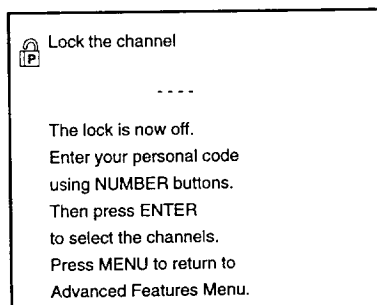 Lock the channel
P
- - - -
The lock is now off.
Enter your personal code
using NUMBER buttons.
Then press ENTER
to select the channels.
Press MENU to return to
Advanced Features Menu.